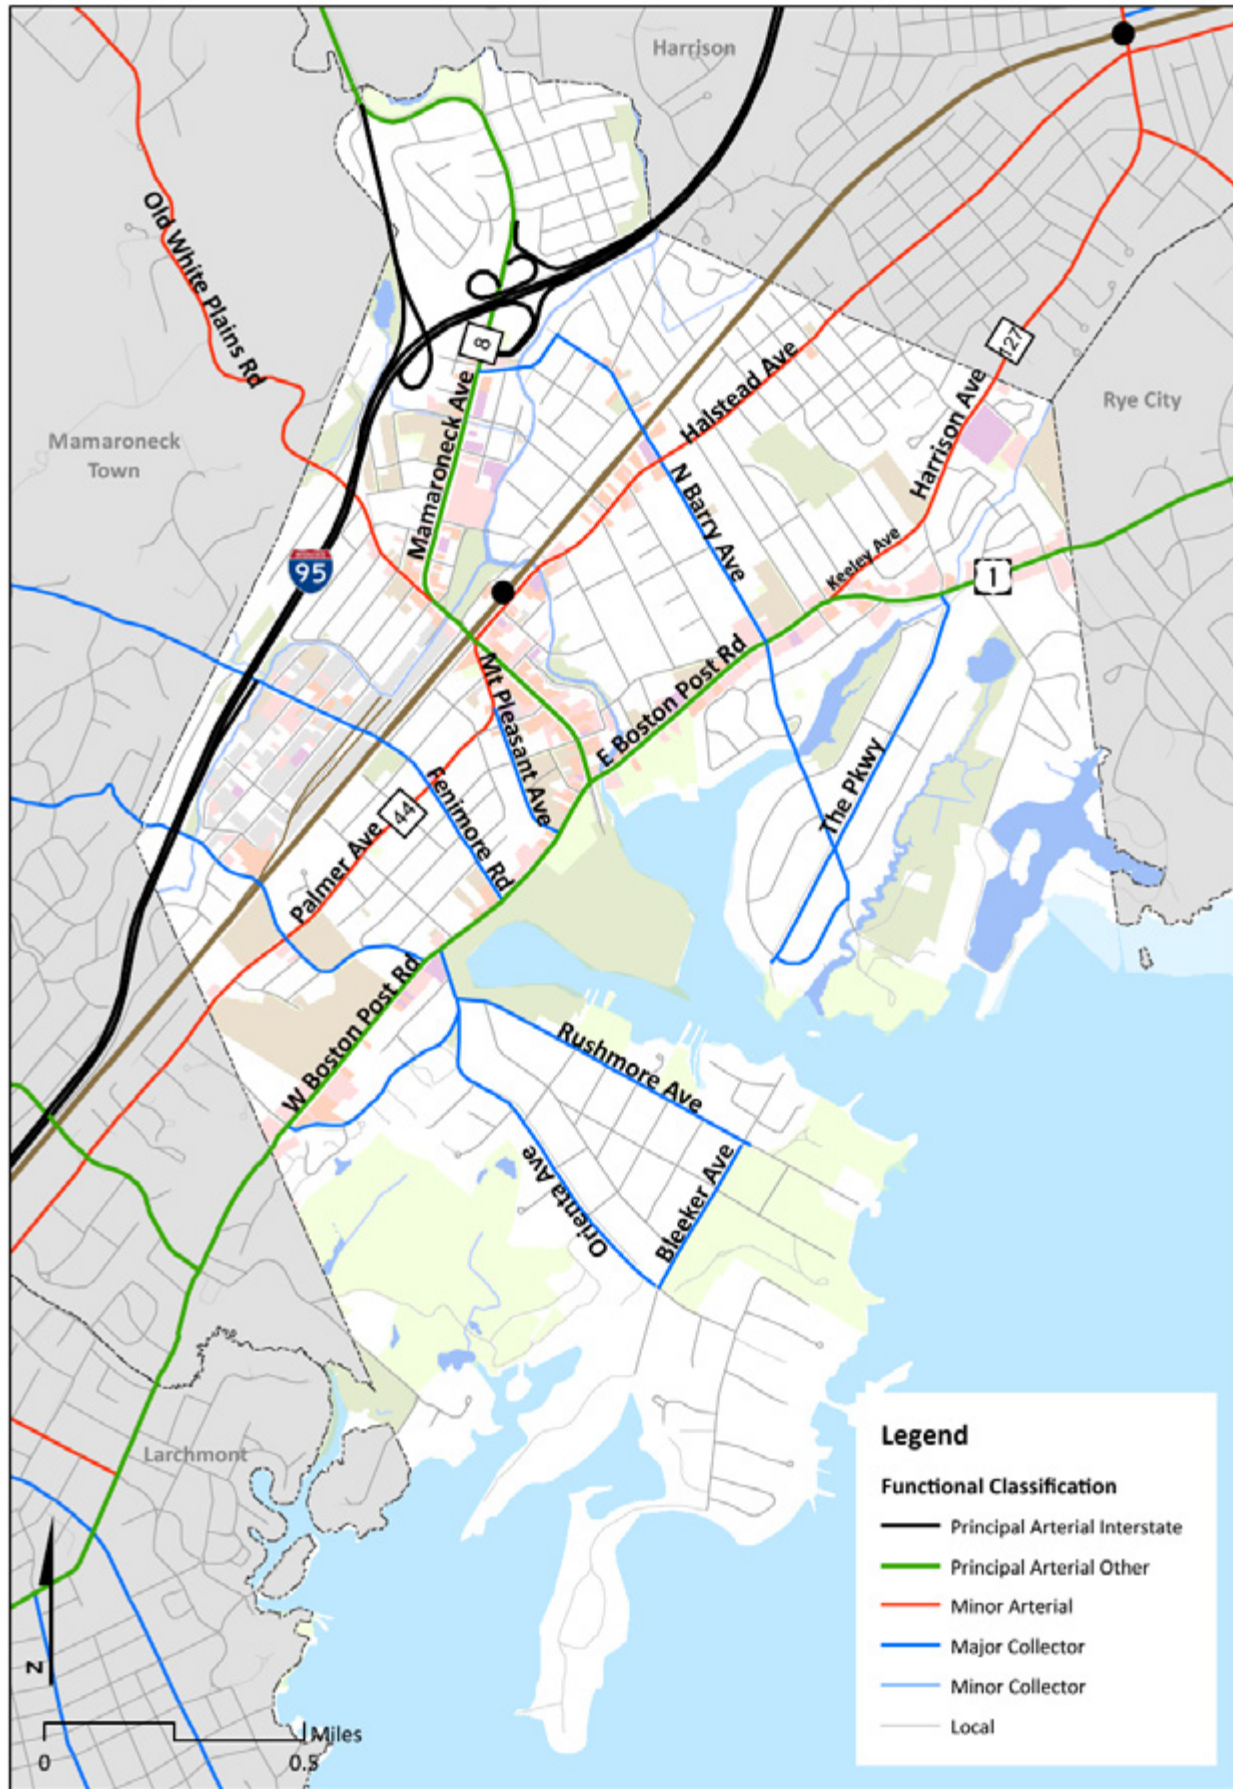 Harrison
Old White Plains Rd
8
127
Mamaroneck Ave
Halstead Ave
Harrison Ave
Rye City
Mamaroneck
Town
N Barry Ave
Keeley Ave
95
1
Mt Pleasant Ave
E Boston Post Rd
The Pkwy
Fenimore Rd
44
Palmer Ave
W Boston Post Rd
Rushmore Ave
Orienta Ave
Bleeker Ave
Larchmont
Legend
Functional Classification
Principal Arterial Interstate
Principal Arterial Other
Minor Arterial
Major Collector
Minor Collector
Local
N
Miles
0
0.5